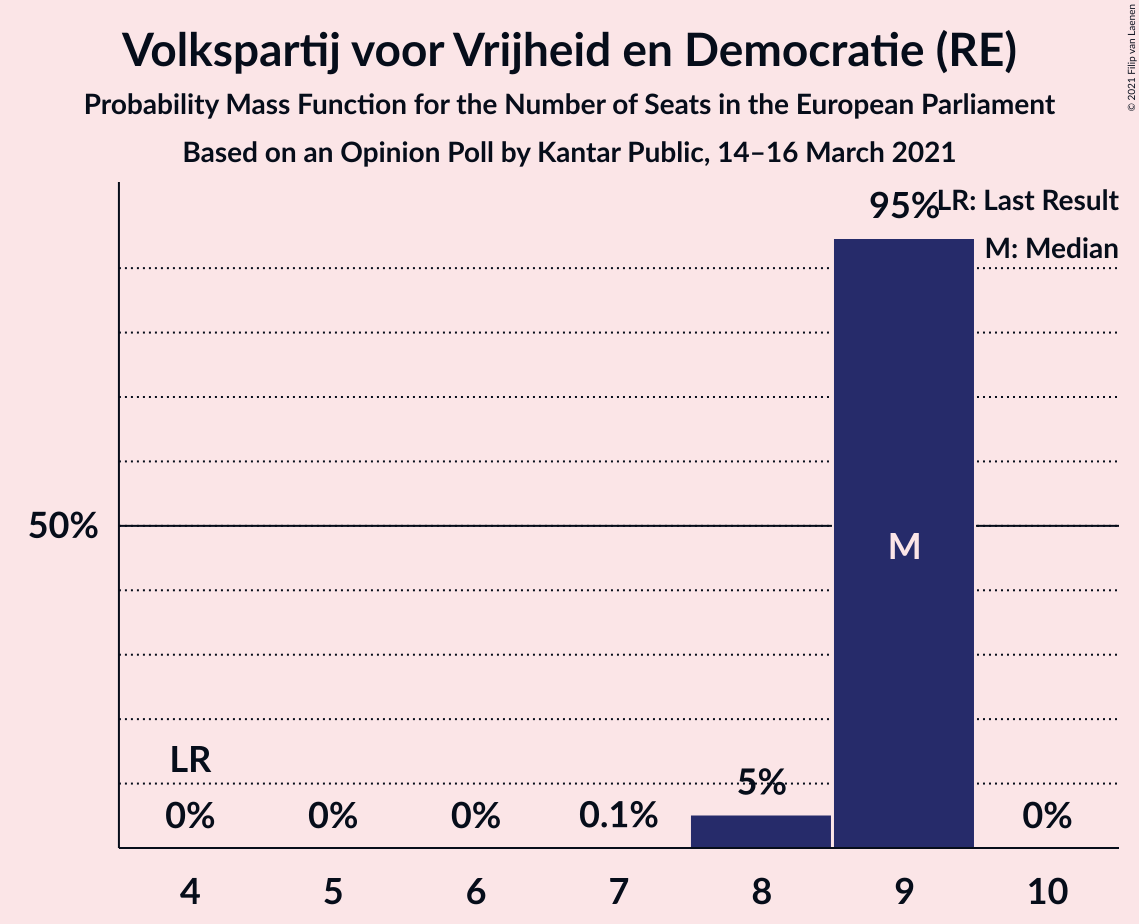 Volkspartij voor Vrijheid en Democratie (RE)
Probability Mass Function for the Number of Seats in the European Parliament
Based on an Opinion Poll by Kantar Public, 14–16 March 2021
© 2021 Filip van Laenen
95%
LR: Last Result
M: Median
50%
M
LR
5%
0%
0%
0%
0.1%
0%
4
5
6
7
8
9
10